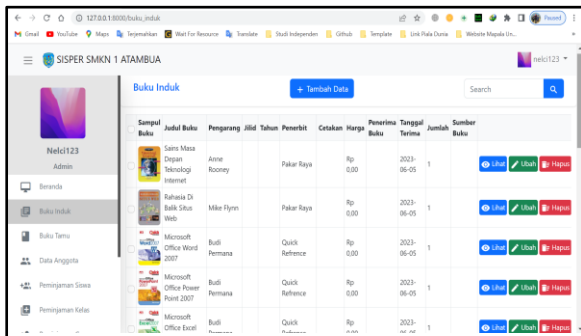 127.0.0.1:8000/buku_induk
Paused
Gmail YouTube Maps Terjemahkan Wait For Resource Translate Studi Independen Github Template Link Piala Dunia Website Mapala Un...
SISPER SMKN 1 ATAMBUA
nelci123
Nelci123
Admin
Beranda
Buku Induk
Buku Tamu
Data Anggota
Peminjaman Siswa
Peminjaman Kelas
Buku Induk
+ Tambah Data
Search
Sampul Buku Judul Buku Pengarang Jilid Tahun Penerbit Cetakan Harga Penerima Buku Tanggal Terima Jumlah Sumber Buku
Sains Masa Depan Teknologi Internet Anne Rooney Pakar Raya Rp 0,00 2023-06-05 1 Lihat Ubah Hapus
Rahasia Di Balik Situs Web Mike Flynn Pakar Raya Rp 0,00 2023-06-05 1 Lihat Ubah Hapus
Microsoft Office Word 2007 Budi Permana Quick Refrence Rp 0,00 2023-06-05 1 Lihat Ubah Hapus
Microsoft Office Power Point 2007 Budi Permana Quick Refrence Rp 0,00 2023-06-05 1 Lihat Ubah Hapus
Microsoft Office Excel Budi Quick Rp 2023- 1 Lihat Ubah Hapus